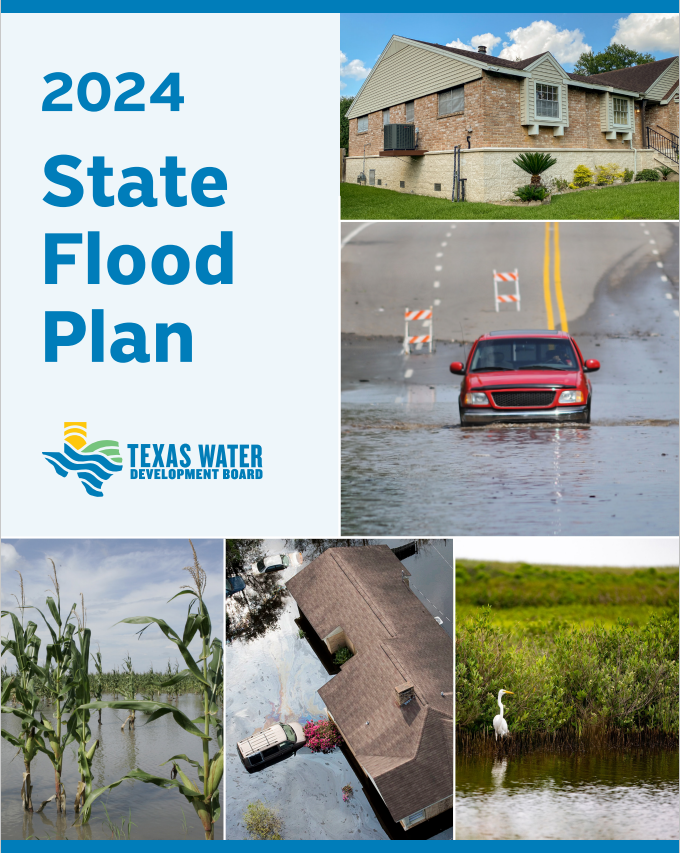 2024
State
Flood
Plan
TEXAS WATER
DEVELOPMENT BOARD